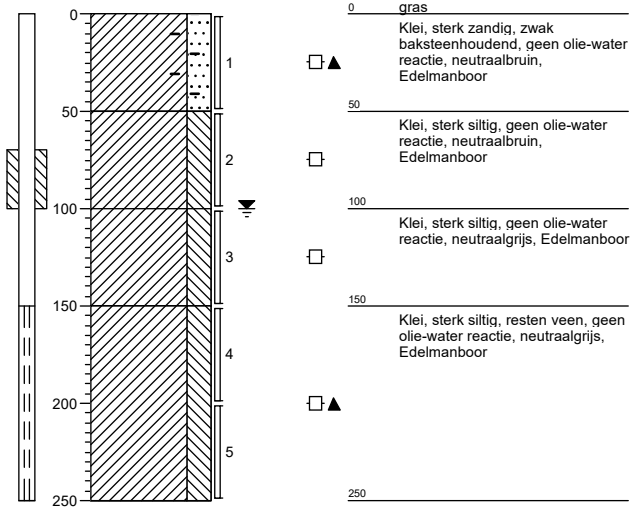 0
50
100
150
200
250
1
2
3
4
5
0
gras
Klei, sterk zandig, zwak
baksteenhoudend, geen olie-water
reactie, neutraalbruin,
Edelmanboor
50
Klei, sterk siltig, geen olie-water
reactie, neutraalbruin,
Edelmanboor
100
Klei, sterk siltig, geen olie-water
reactie, neutraalgrijs, Edelmanboor
150
Klei, sterk siltig, resten veen, geen
olie-water reactie, neutraalgrijs,
Edelmanboor
250